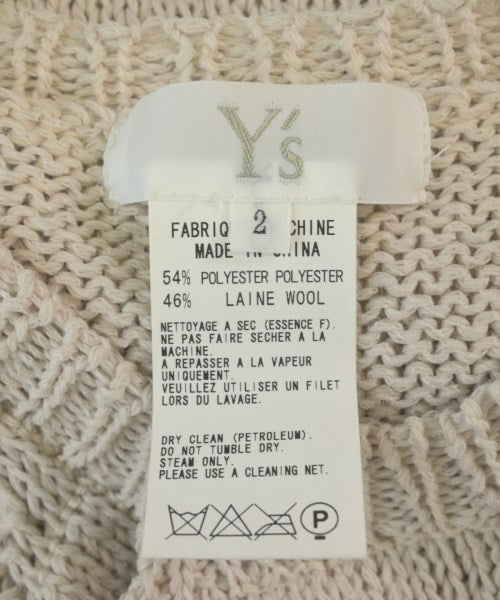 Y's
2
FABRIQ CHINE
MADE IN CHINA
54% POLYESTER POLYESTER
46% LAINE WOOL
NETTOYAGE A SEC (ESSENCE F).
NE PAS FAIRE SECHER A LA
MACHINE.
A REPASSER A LA VAPEUR
UNIQUEMENT.
VEUILLEZ UTILISER UN FILET
LORS DU LAVAGE.
DRY CLEAN (PETROLEUM).
DO NOT TUMBLE DRY.
STEAM ONLY.
PLEASE USE A CLEANING NET.
P